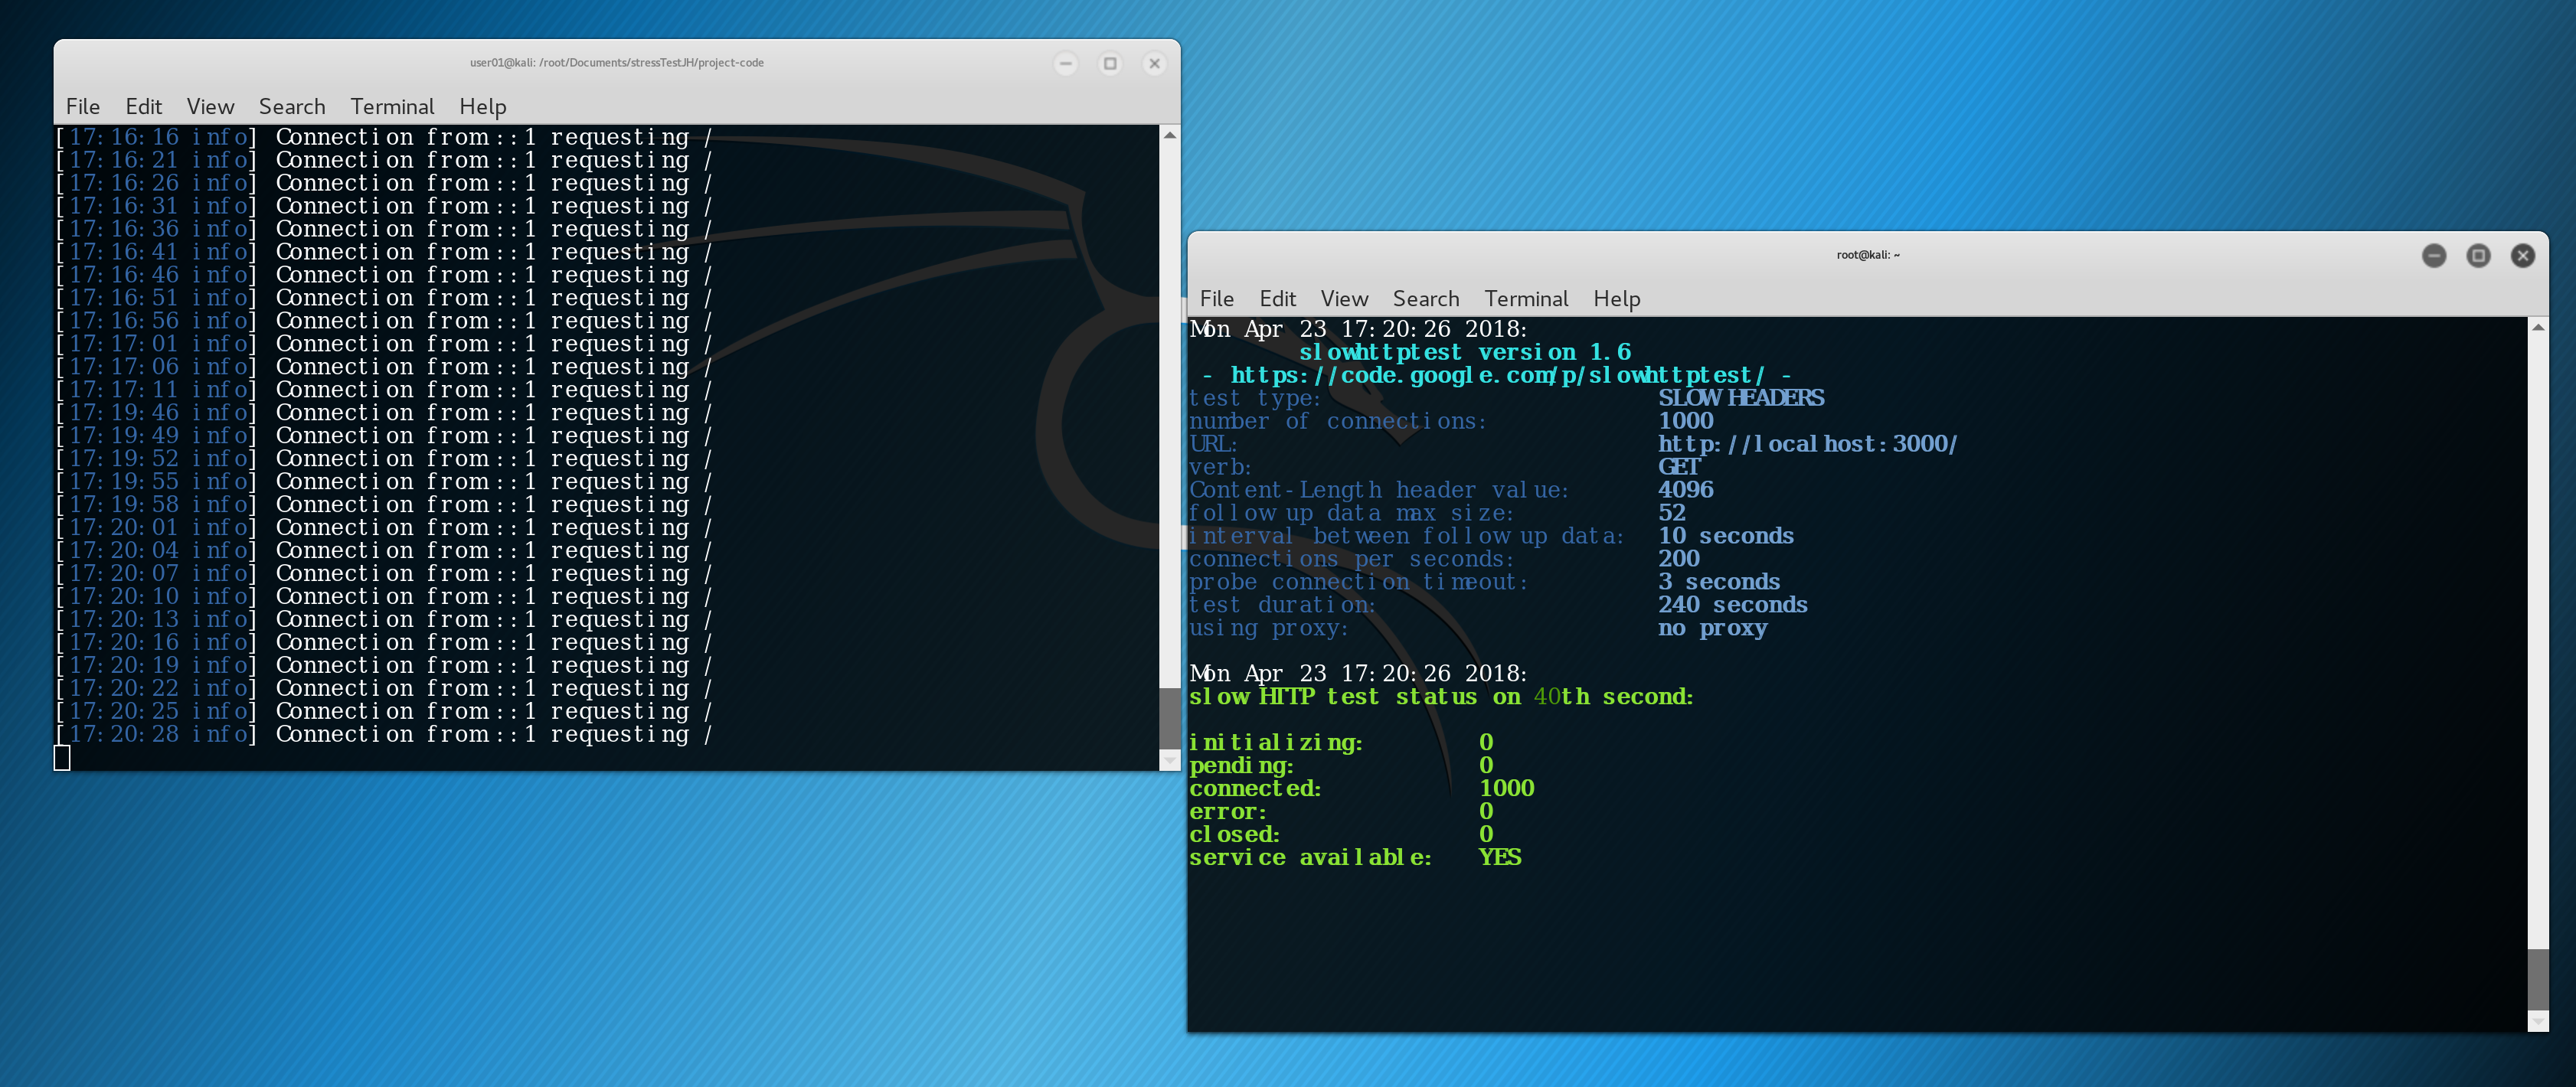 user01@kali: /root/Documents/stressTestJH/project-code
File Edit View Search Terminal Help
[17:16:16 info] Connection from::1 requesting /
[17:16:21 info] Connection from::1 requesting /
[17:16:26 info] Connection from::1 requesting /
[17:16:31 info] Connection from::1 requesting /
[17:16:36 info] Connection from::1 requesting /
[17:16:41 info] Connection from::1 requesting /
[17:16:46 info] Connection from::1 requesting /
[17:16:51 info] Connection from::1 requesting /
[17:16:56 info] Connection from::1 requesting /
[17:17:01 info] Connection from::1 requesting /
[17:17:06 info] Connection from::1 requesting /
[17:17:11 info] Connection from::1 requesting /
[17:19:46 info] Connection from::1 requesting /
[17:19:49 info] Connection from::1 requesting /
[17:19:52 info] Connection from::1 requesting /
[17:19:55 info] Connection from::1 requesting /
[17:19:58 info] Connection from::1 requesting /
[17:20:01 info] Connection from::1 requesting /
[17:20:04 info] Connection from::1 requesting /
[17:20:07 info] Connection from::1 requesting /
[17:20:10 info] Connection from::1 requesting /
[17:20:13 info] Connection from::1 requesting /
[17:20:16 info] Connection from::1 requesting /
[17:20:19 info] Connection from::1 requesting /
[17:20:22 info] Connection from::1 requesting /
[17:20:25 info] Connection from::1 requesting /
[17:20:28 info] Connection from::1 requesting /
root@kali: ~
File Edit View Search Terminal Help
Mon Apr 23 17:20:26 2018:
slowhttptest version 1.6
- https://code.google.com/p/slowhttptest/ -
test type: SLOW HEADERS
number of connections: 1000
URL: http://localhost:3000/
verb: GET
Content-Length header value: 4096
follow up data max size: 52
interval between follow up data: 10 seconds
connections per seconds: 200
probe connection timeout: 3 seconds
test duration: 240 seconds
using proxy: no proxy
Mon Apr 23 17:20:26 2018:
slow HTTP test status on 40th second:
initializing: 0
pending: 0
connected: 1000
error: 0
closed: 0
service available: YES